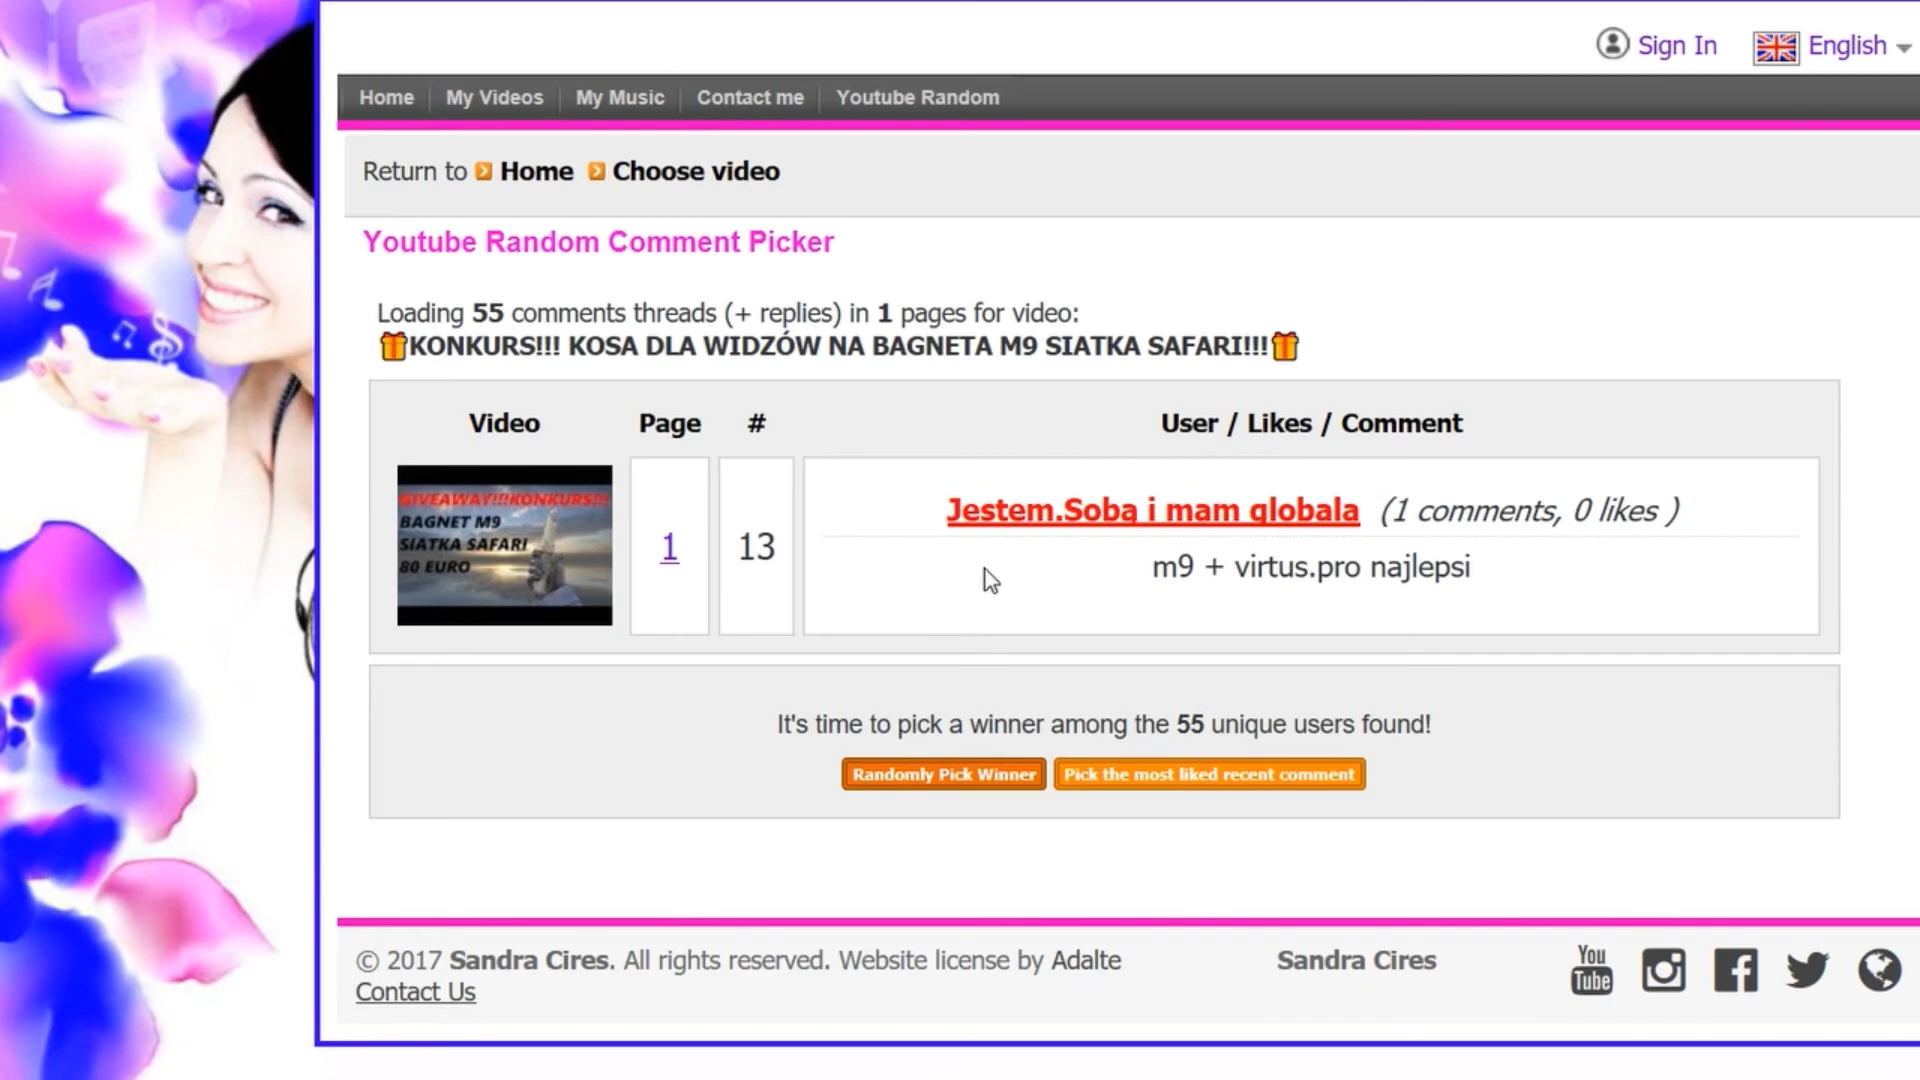 Sign In
English
Home
My Videos
My Music
Contact me
Youtube Random
Return to Home Choose video
Youtube Random Comment Picker
Loading 55 comments threads (+ replies) in 1 pages for video:
KONKURS!!! KOSA DLA WIDZÓW NA BAGNETA M9 SIATKA SAFARI!!!
Video
Page
#
User / Likes / Comment
GIVEAWAY!!!KONKURS!!!
BAGNET M9
SIATKA SAFARI
80 EURO
1
13
Jestem.Sobą i mam globala (1 comments, 0 likes )
m9 + virtus.pro najlepsi
It's time to pick a winner among the 55 unique users found!
Randomly Pick Winner
Pick the most liked recent comment
© 2017 Sandra Cires. All rights reserved. Website license by Adalte
Contact Us
Sandra Cires
You
Tube